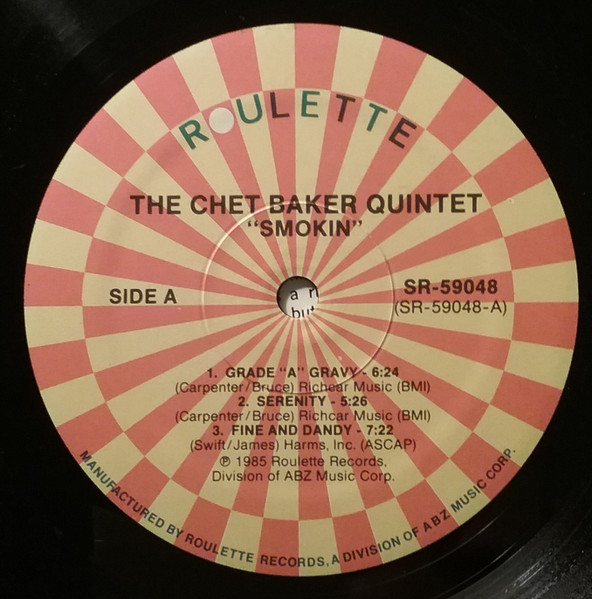 ROULETTE
THE CHET BAKER QUINTET
"SMOKIN"
SIDE A
SR-59048
(SR-59048-A)
a r
but
1. GRADE "A" GRAVY - 6:24
(Carpenter/Bruce) Richcar Music (BMI)
2. SERENITY - 5:26
(Carpenter/Bruce) Richcar Music (BMI)
3. FINE AND DANDY - 7:22
(Swift/James) Harms, Inc. (ASCAP)
℗ 1985 Roulette Records,
Division of ABZ Music Corp.
MANUFACTURED BY ROULETTE RECORDS, A DIVISION OF ABZ MUSIC CORP.